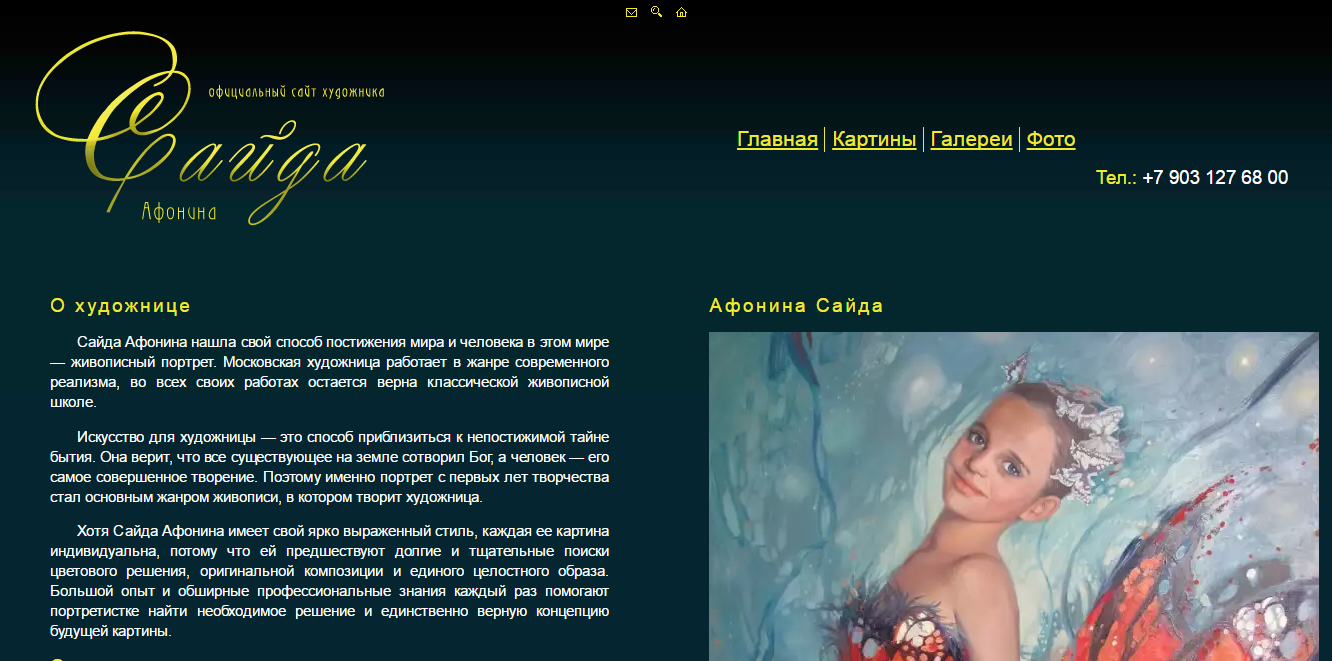 официальный сайт художника
Сайда
Афонина
Главная Картины Галереи Фото
Тел.: +7 903 127 68 00
О художнице
Сайда Афонина нашла свой способ постижения мира и человека в этом мире
— живописный портрет. Московская художница работает в жанре современного
реализма, во всех своих работах остается верна классической живописной
школе.
Искусство для художницы — это способ приблизиться к непостижимой тайне
бытия. Она верит, что все существующее на земле сотворил Бог, а человек — его
самое совершенное творение. Поэтому именно портрет с первых лет творчества
стал основным жанром живописи, в котором творит художница.
Хотя Сайда Афонина имеет свой ярко выраженный стиль, каждая ее картина
индивидуальна, потому что ей предшествуют долгие и тщательные поиски
цветового решения, оригинальной композиции и единого целостного образа.
Большой опыт и обширные профессиональные знания каждый раз помогают
портретистке найти необходимое решение и единственно верную концепцию
будущей картины.
Афонина Сайда